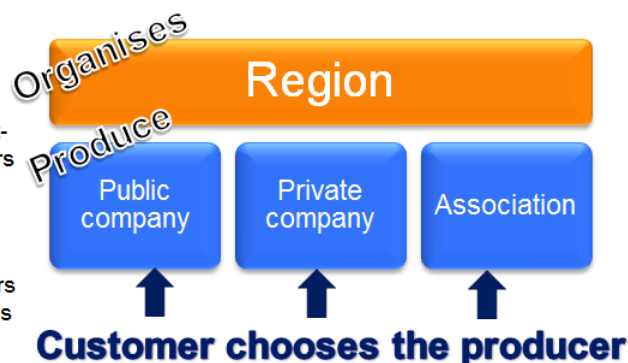 Organises
Region
Produce
Public
company
Private
company
Association
Customer chooses the producer